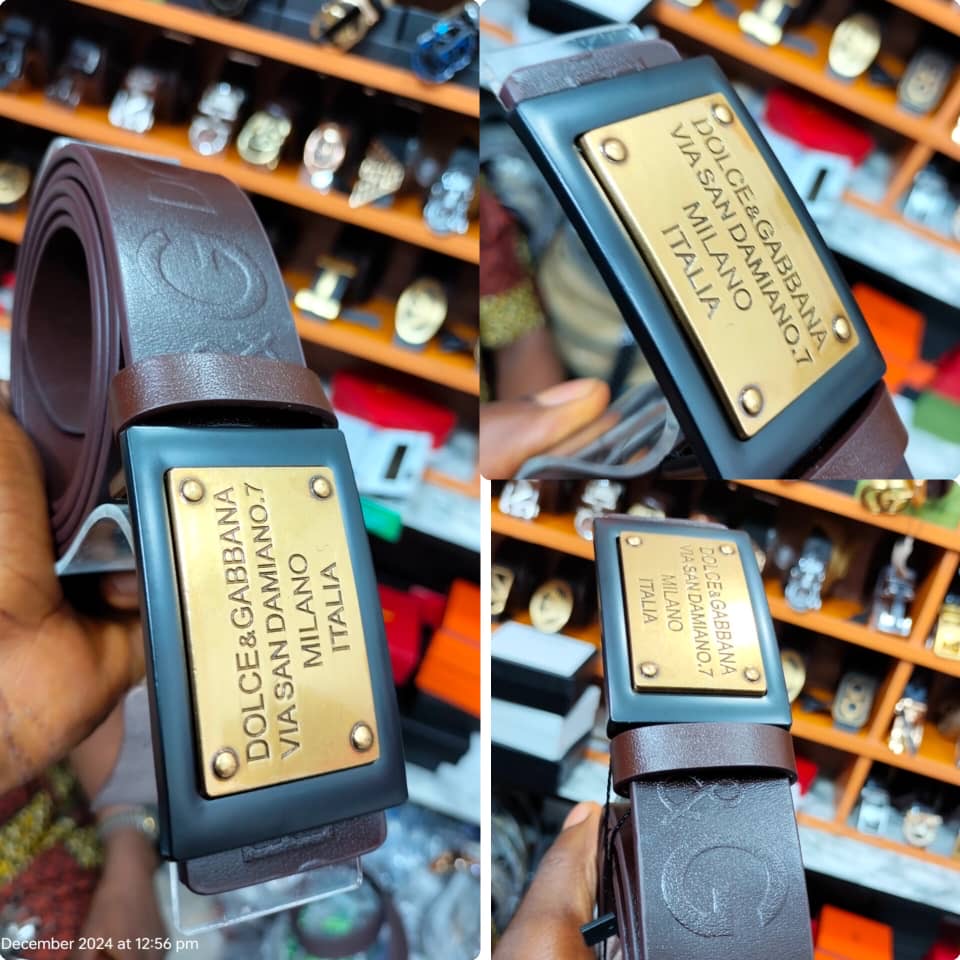 D
G
&
DOLCE&GABBANA
VIA SAN DAMIANO.7
MILANO
ITALIA
DOLCE&GABBANA
VIA SAN DAMIANO.7
MILANO
ITALIA
DOLCE&GABBANA
VIA SAN DAMIANO.7
MILANO
ITALIA
&
G
December 2024 at 12:56 pm